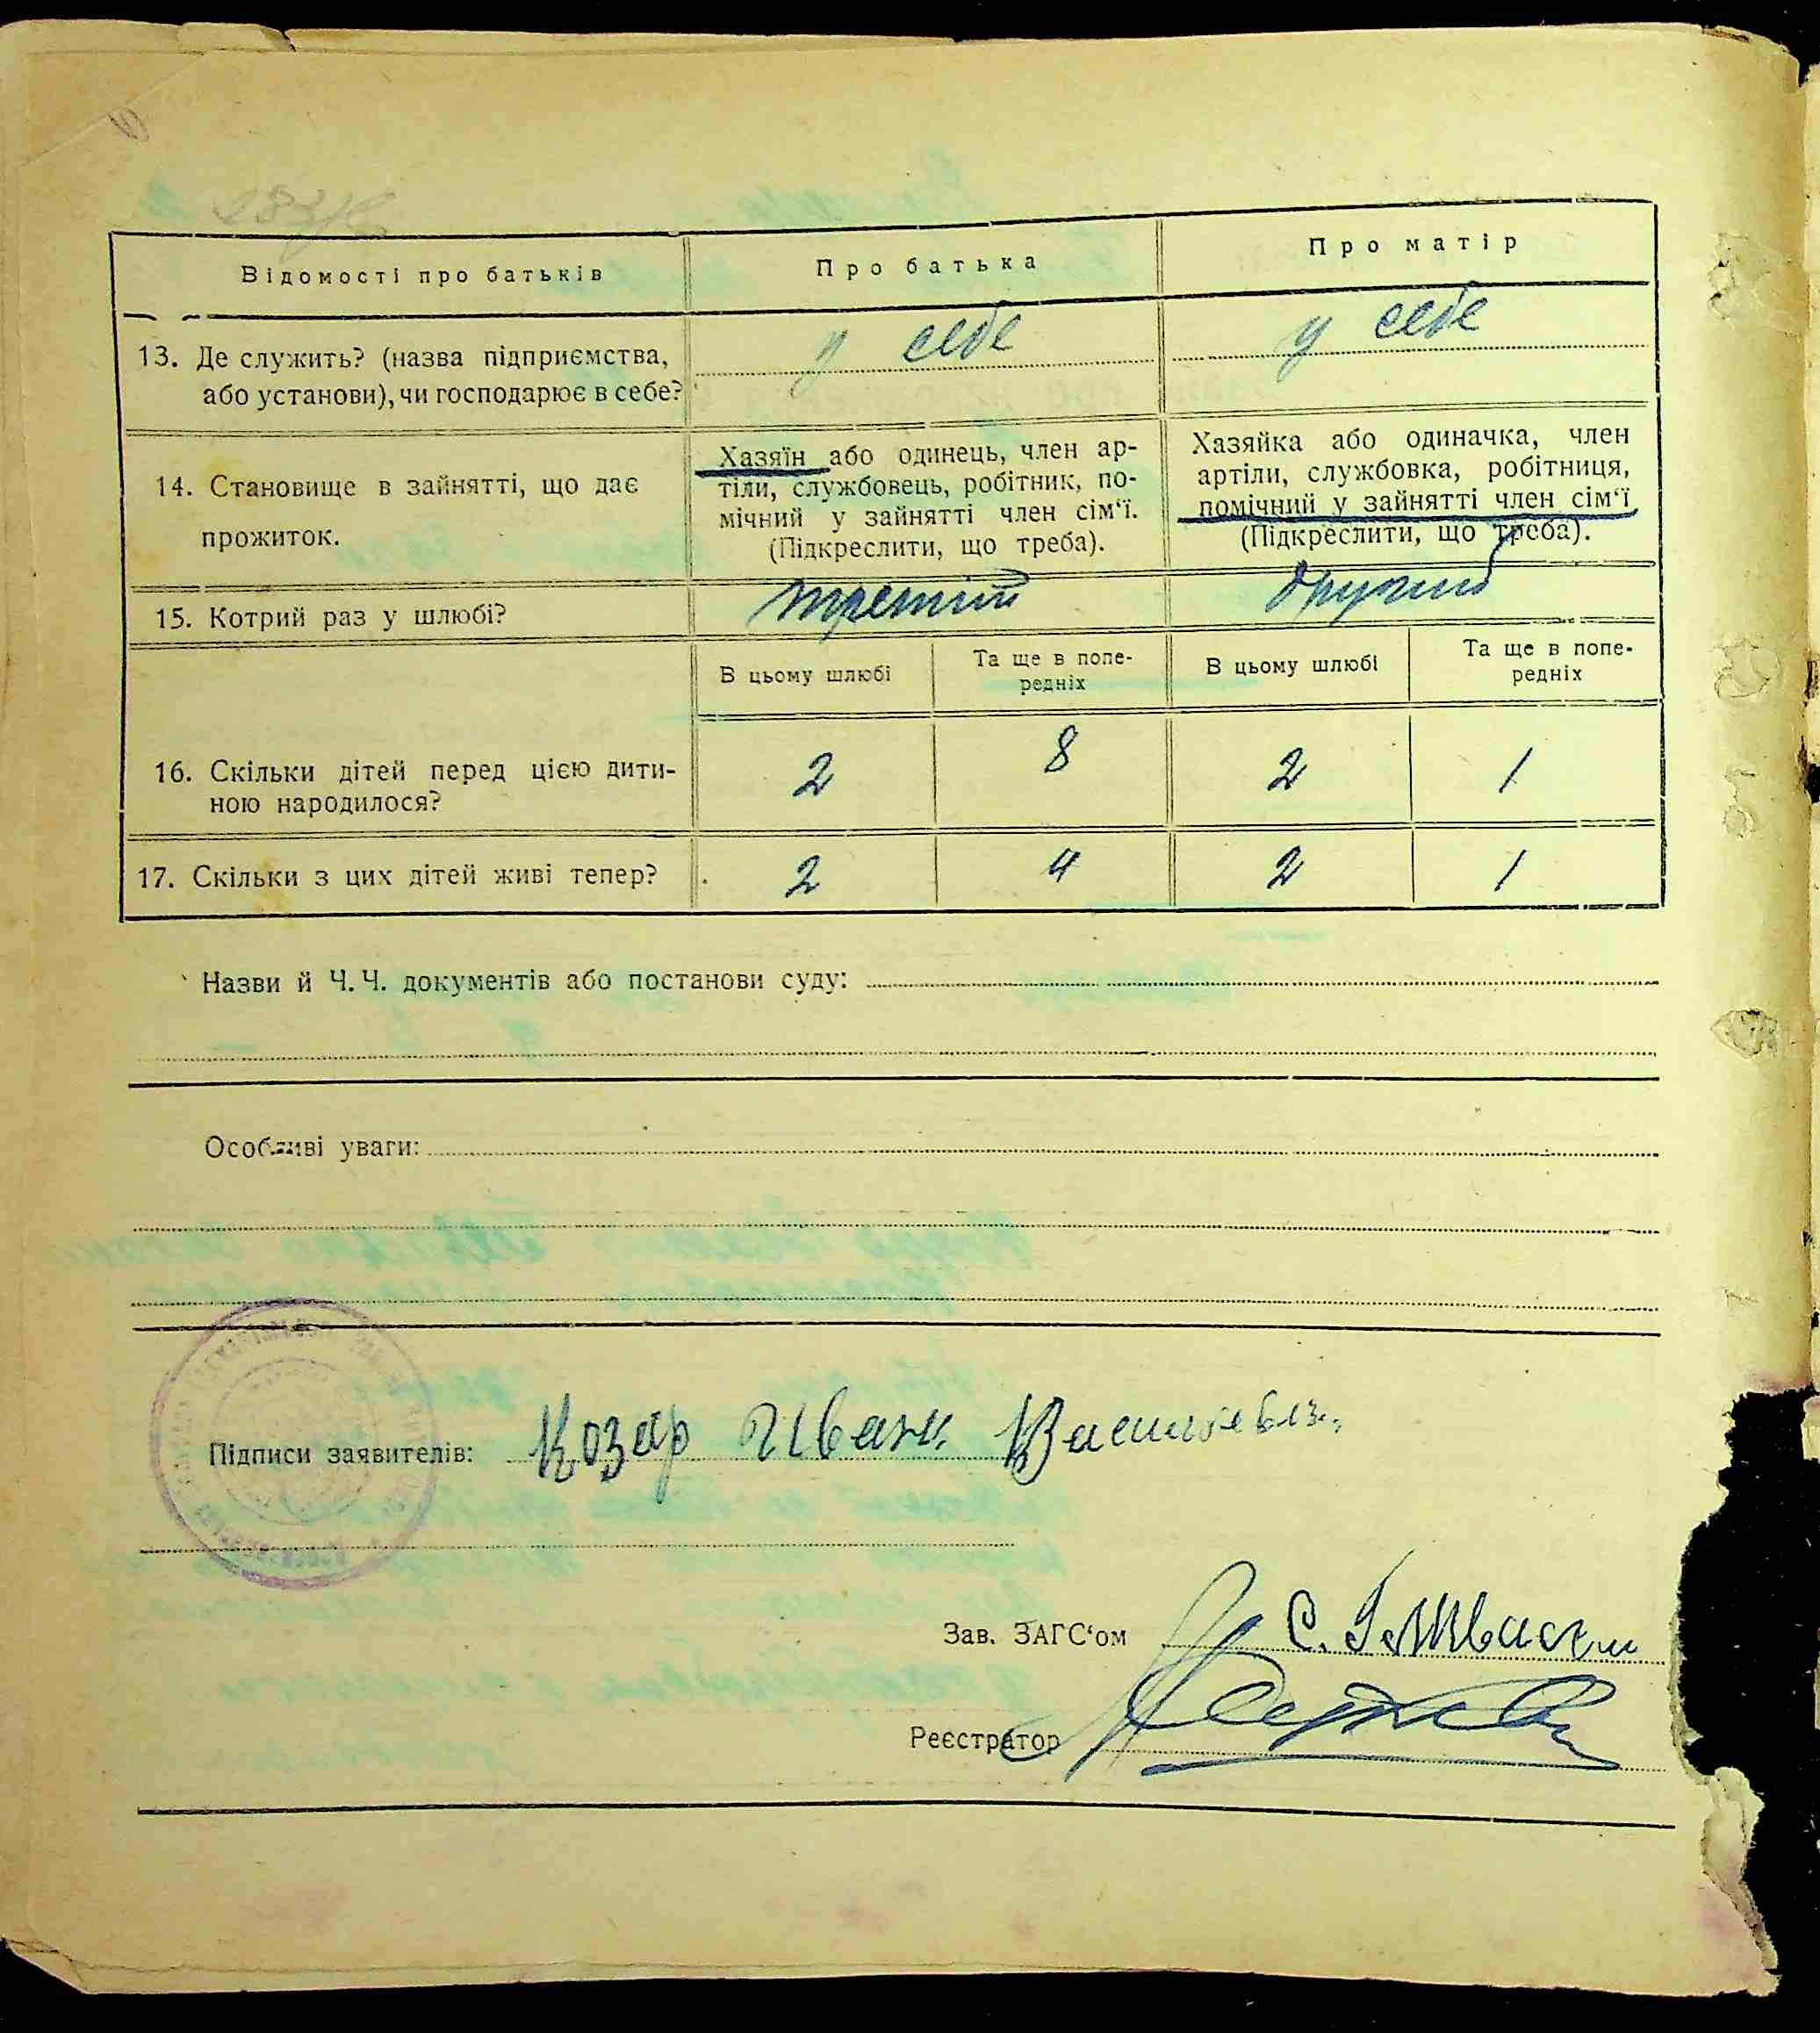 Відомості про батьків
Про батька
Про матір
13. Де служить? (назва підприємства, або установи), чи господарює в себе?
у себе
у себе
14. Становище в зайнятті, що дає прожиток.
Хазяїн або одинець, член ар-
тіли, службовець, робітник, по-
мічний у зайнятті член сім‘ї.
(Підкреслити, що треба).
Хазяйка або одиначка, член
артіли, службовка, робітниця,
помічний у зайнятті член сім‘ї
(Підкреслити, що треба).
15. Котрий раз у шлюбі?
третий
В цьому шлюбі
Та ще в попе-
редніх
В цьому шлюбі
Та ще в попе-
редніх
16. Скільки дітей перед цією дити-
ною народилося?
2
8
2
1
17. Скільки з цих дітей живі тепер?
2
4
2
1
Назви й Ч. Ч. документів або постанови суду:
Особливі уваги:
Підписи заявителів: Козар Иван
Зав. ЗАГС‘ом
Реєстратор